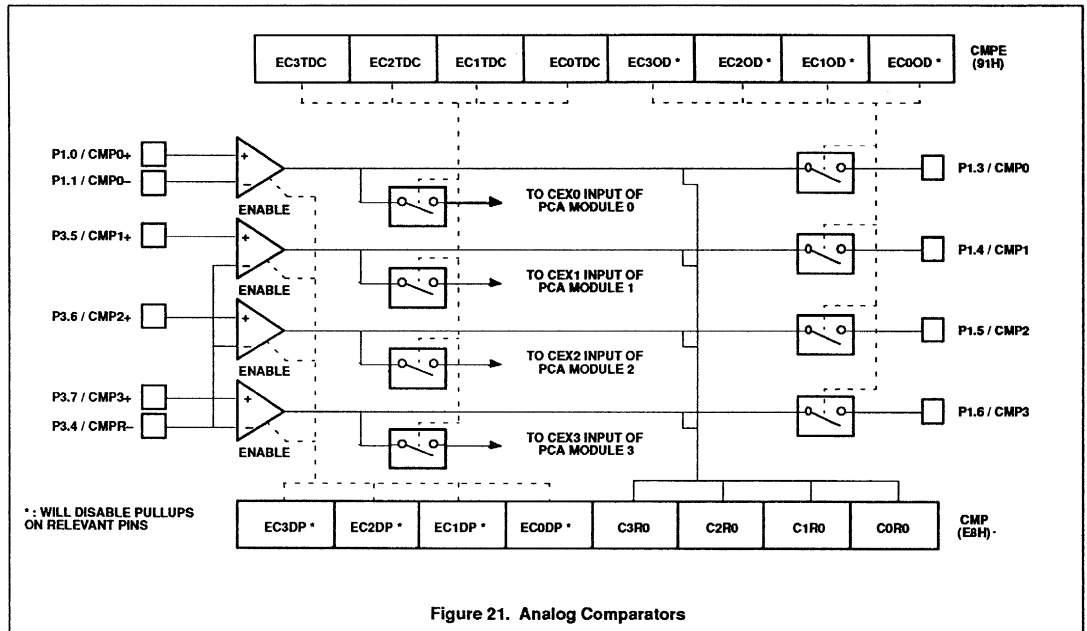 EC3TDC EC2TDC EC1TDC EC0TDC EC3OD * EC2OD * EC1OD * EC0OD *
CMPE
(91H)
P1.0 / CMP0+
P1.1 / CMP0–
+
–
ENABLE
TO CEX0 INPUT OF
PCA MODULE 0
P1.3 / CMP0
P3.5 / CMP1+
+
–
ENABLE
TO CEX1 INPUT OF
PCA MODULE 1
P1.4 / CMP1
P3.6 / CMP2+
+
–
ENABLE
TO CEX2 INPUT OF
PCA MODULE 2
P1.5 / CMP2
P3.7 / CMP3+
P3.4 / CMPR–
+
–
ENABLE
TO CEX3 INPUT OF
PCA MODULE 3
P1.6 / CMP3
* : WILL DISABLE PULLUPS
ON RELEVANT PINS
EC3DP * EC2DP * EC1DP * EC0DP * C3R0 C2R0 C1R0 C0R0
CMP
(E8H) -
Figure 21. Analog Comparators